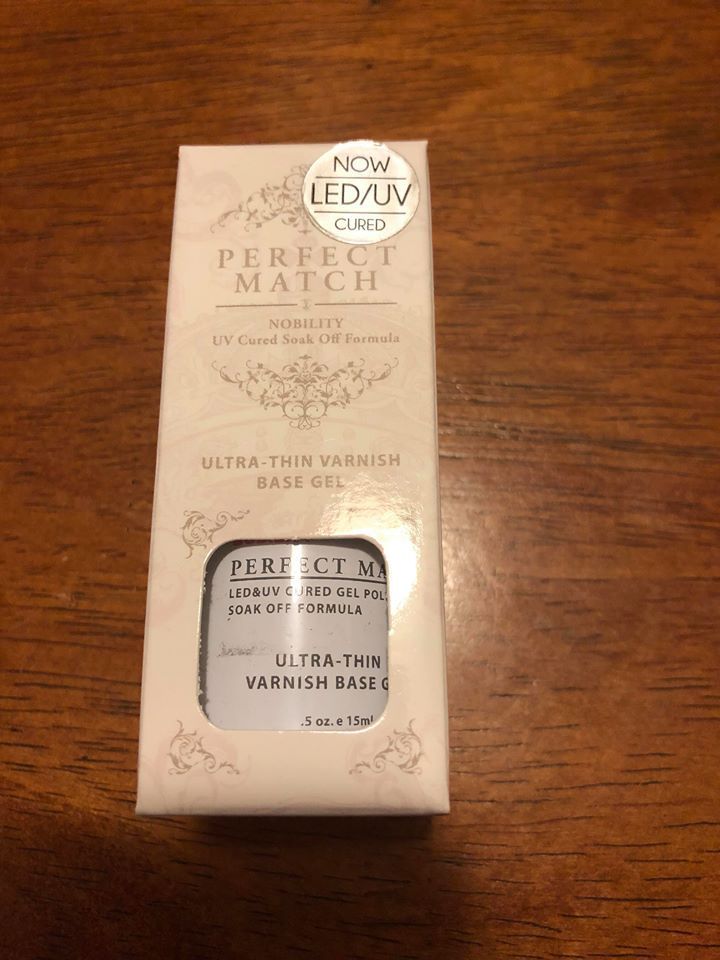 NOW
LED/UV
CURED
PERFECT
MATCH
NOBILITY
UV Cured Soak Off Formula
ULTRA-THIN VARNISH
BASE GEL
PERFECT MA
LED&UV CURED GEL POL
SOAK OFF FORMULA
ULTRA-THIN
VARNISH BASE G
.5 oz. e 15ml